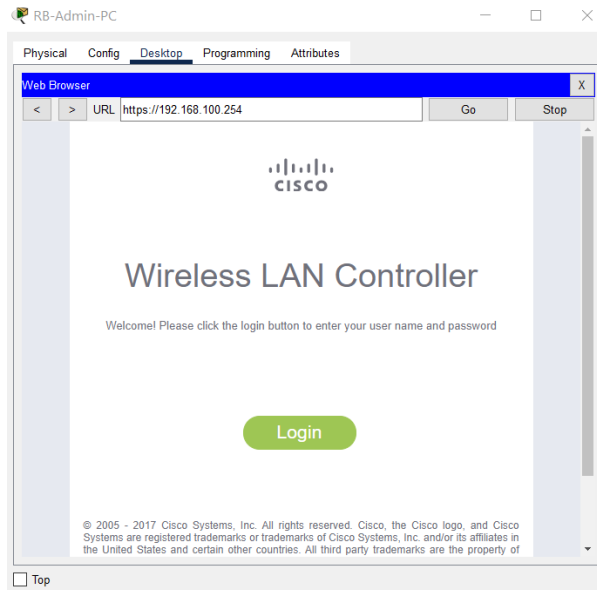 RB-Admin-PC
Physical Config Desktop Programming Attributes
Web Browser X
< > URL https://192.168.100.254 Go Stop
CISCO
Wireless LAN Controller
Welcome! Please click the login button to enter your user name and password
Login
© 2005 - 2017 Cisco Systems, Inc. All rights reserved. Cisco, the Cisco logo, and Cisco
Systems are registered trademarks or trademarks of Cisco Systems, Inc. and/or its affiliates in
the United States and certain other countries. All third party trademarks are the property of
Top